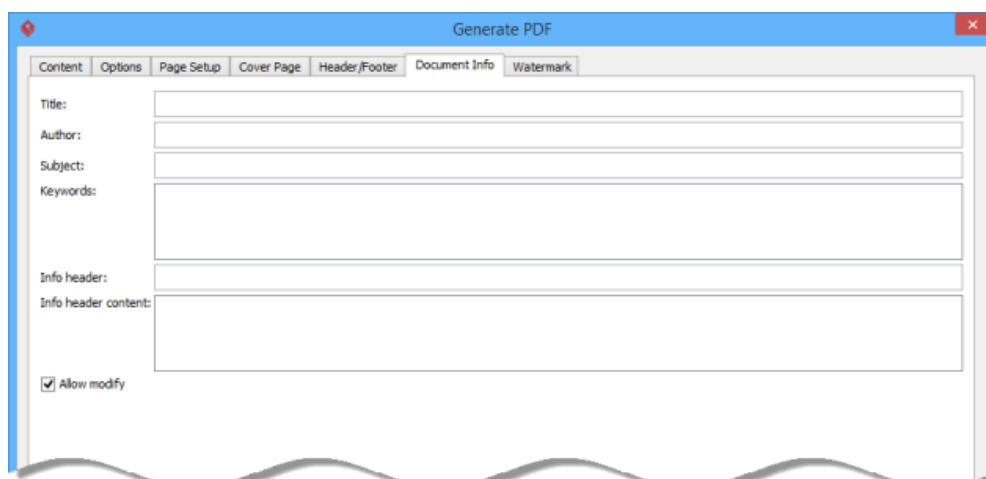 Generate PDF
Content Options Page Setup Cover Page Header/Footer Document Info Watermark
Title:
Author:
Subject:
Keywords:
Info header:
Info header content:
Allow modify